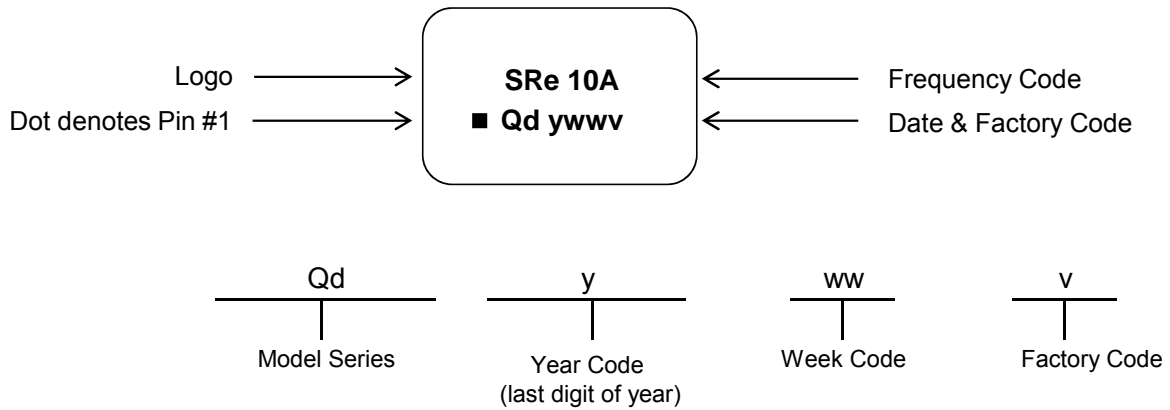 Logo
SRe 10A
Frequency Code
Dot denotes Pin #1
Qd ywwv
Date & Factory Code
Qd
y
ww
v
Model Series
Year Code
(last digit of year)
Week Code
Factory Code